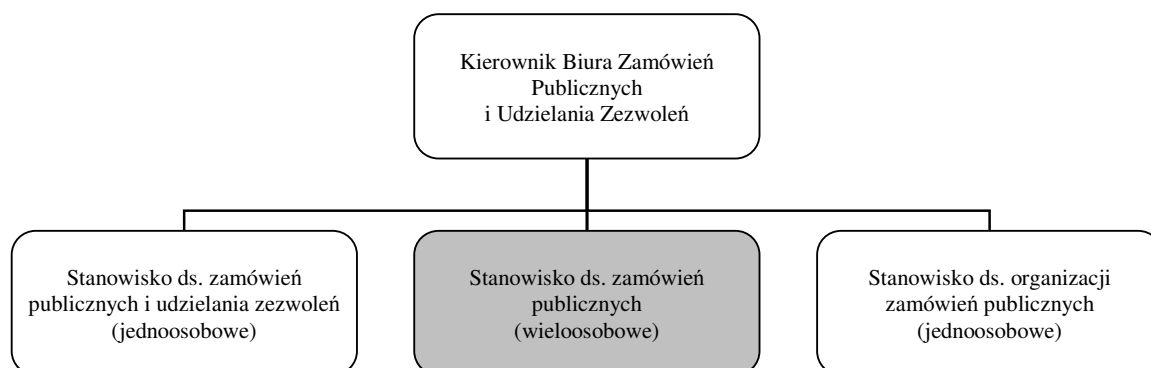 Kierownik Biura Zamówień
Publicznych
i Udzielania Zezwoleń
Stanowisko ds. zamówień
publicznych i udzielania zezwoleń
(jednoosobowe)
Stanowisko ds. zamówień
publicznych
(wieloosobowe)
Stanowisko ds. organizacji
zamówień publicznych
(jednoosobowe)